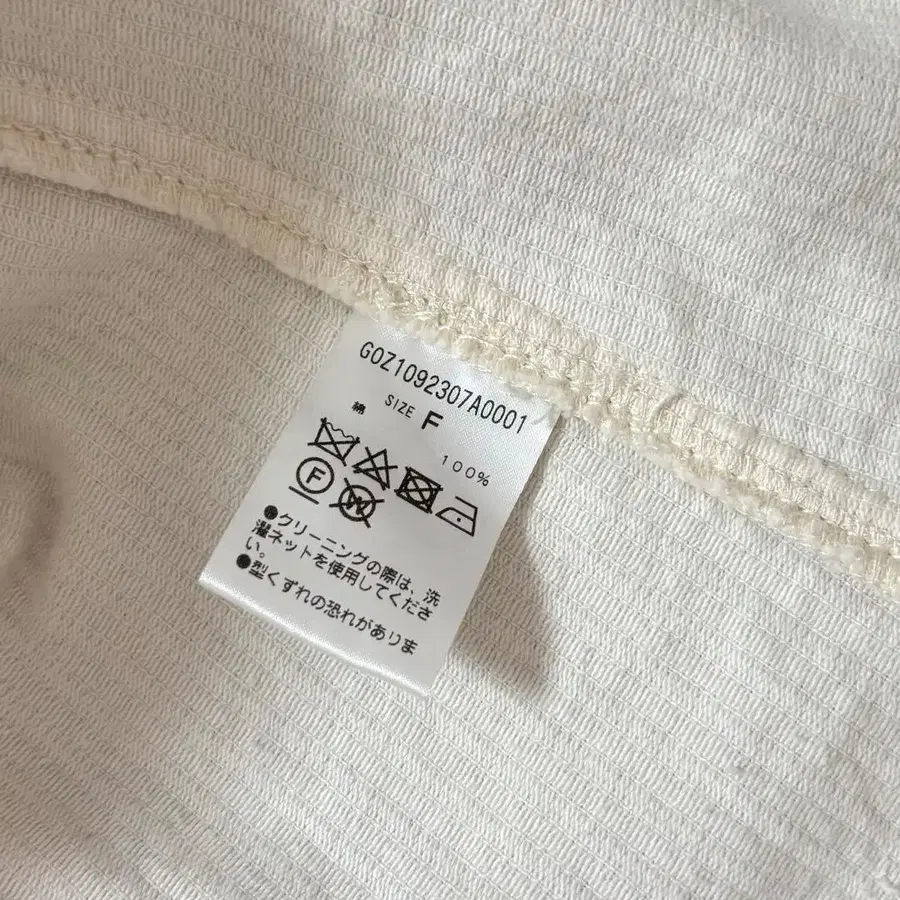 G0Z1092307A0001
SIZE F
綿 100%
F
W
●クリーニングの際は、洗
濯ネットを使用してくださ
い。
●型くずれの恐れがありま